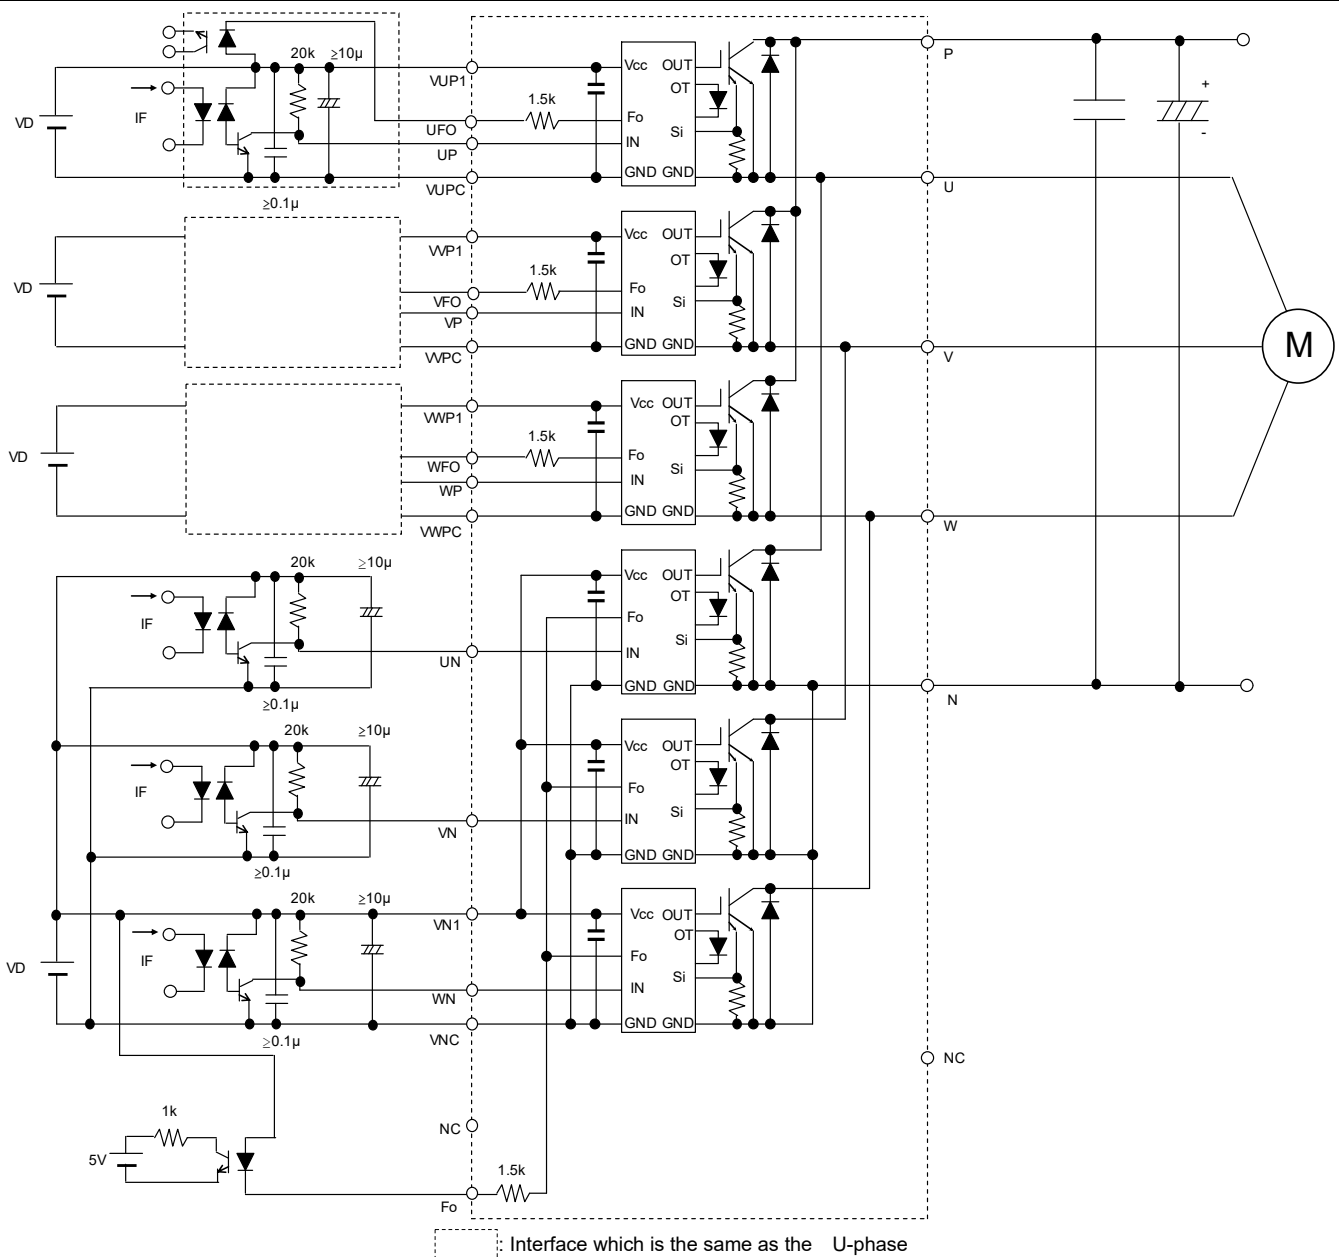 20k ≥10µ
VD IF
≥0.1µ
VUP1
UFO
UP
VUPC
1.5k
Vcc OUT
OT
Fo
Si
IN
GND GND
P
+
-
U
VD
VVP1
VFO
VP
VVPC
1.5k
Vcc OUT
OT
Fo
Si
IN
GND GND
V
M
VD
VWP1
WFO
WP
VWPC
1.5k
Vcc OUT
OT
Fo
Si
IN
GND GND
W
20k ≥10µ
IF
≥0.1µ
UN
Vcc OUT
OT
Fo
Si
IN
GND GND
N
20k ≥10µ
IF
≥0.1µ
VN
Vcc OUT
OT
Fo
Si
IN
GND GND
20k ≥10µ
VD IF
≥0.1µ
VN1
WN
VNC
Vcc OUT
OT
Fo
Si
IN
GND GND
NC
1k
5V
NC
1.5k
Fo
: Interface which is the same as the U-phase